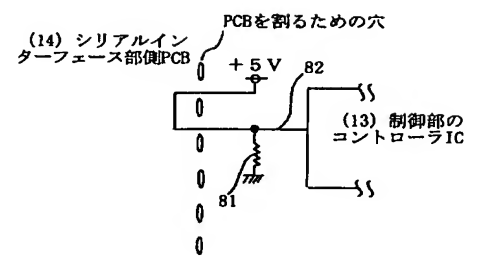 PCBを割るための穴
(14) シリアルイン
ターフェース部側PCB
+5V
82
(13) 制御部の
コントローラIC
81